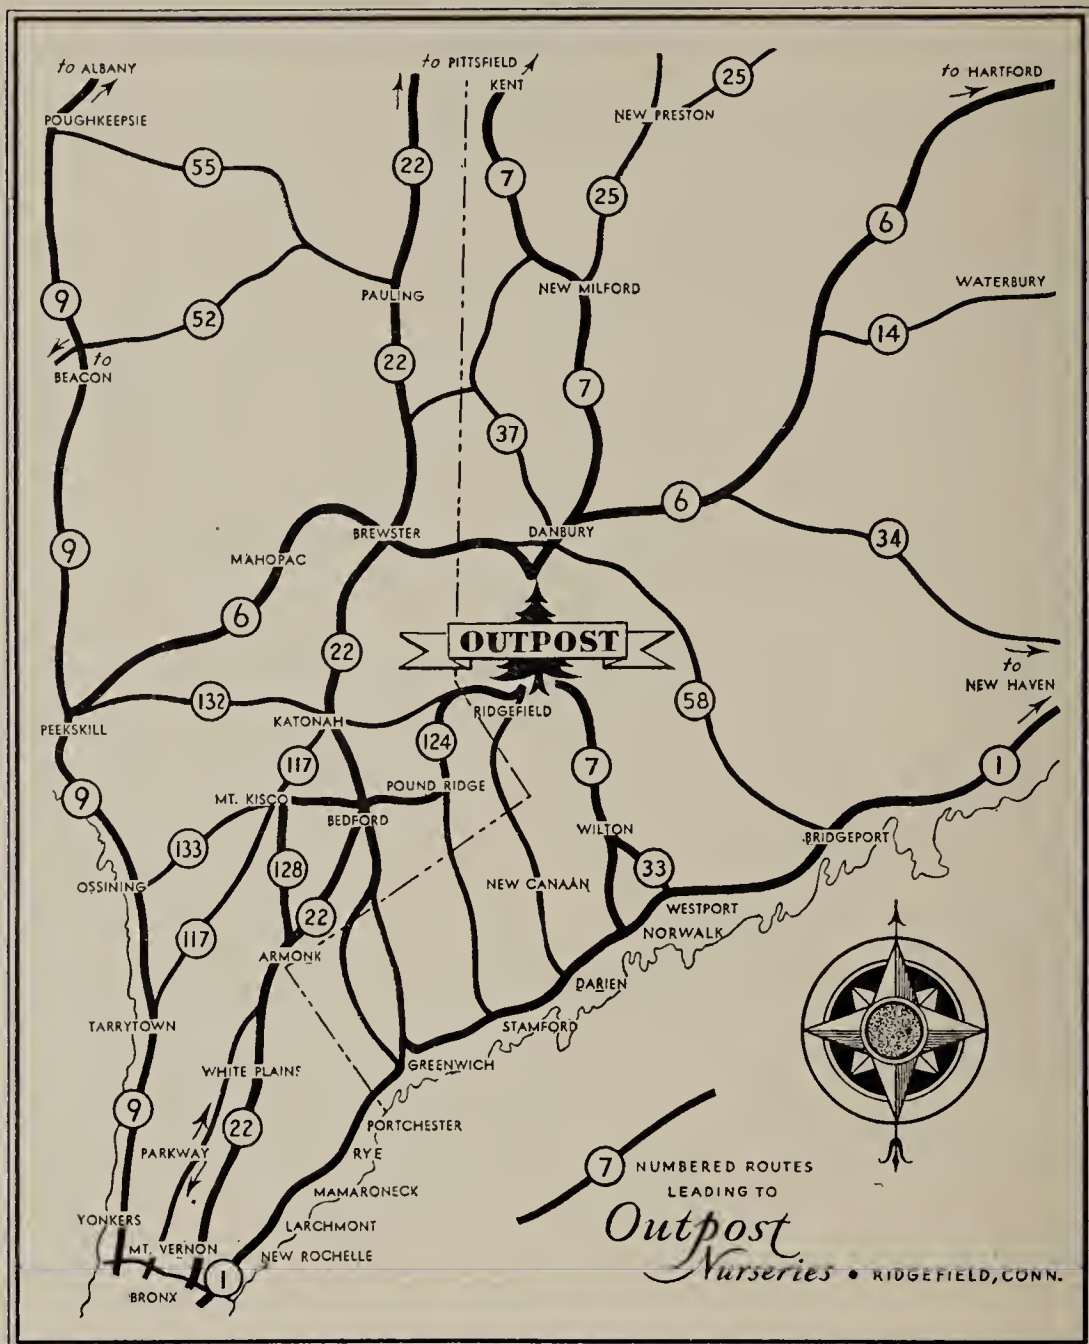 to ALBANY
to PITTSFIELD
KENT
25
to HARTFORD
POUGHKEEPSIE
NEW PRESTON
55
22
7
25
6
9
PAULING
NEW MILFORD
WATERBURY
52
14
to
BEACON
22
7
37
6
9
BREWSTER
DANBURY
34
MAHOPAC
6
22
OUTPOST
to
NEW HAVEN
132
58
PEEKSKILL
KATONAH
RIDGEFIELD
124
117
7
1
9
MT. KISCO
POUND RIDGE
BEDFORD
WILTON
BRIDGEPORT
133
128
33
OSSINING
NEW CANAAN
WESTPORT
22
NORWALK
117
ARMONK
DARIEN
TARRYTOWN
STAMFORD
WHITE PLAINS
GREENWICH
9
22
PORTCHESTER
PARKWAY
RYE
MAMARONECK
YONKERS
LARCHMONT
MT. VERNON
NEW ROCHELLE
1
BRONX
7 NUMBERED ROUTES
LEADING TO
Outpost
Nurseries • RIDGEFIELD, CONN.